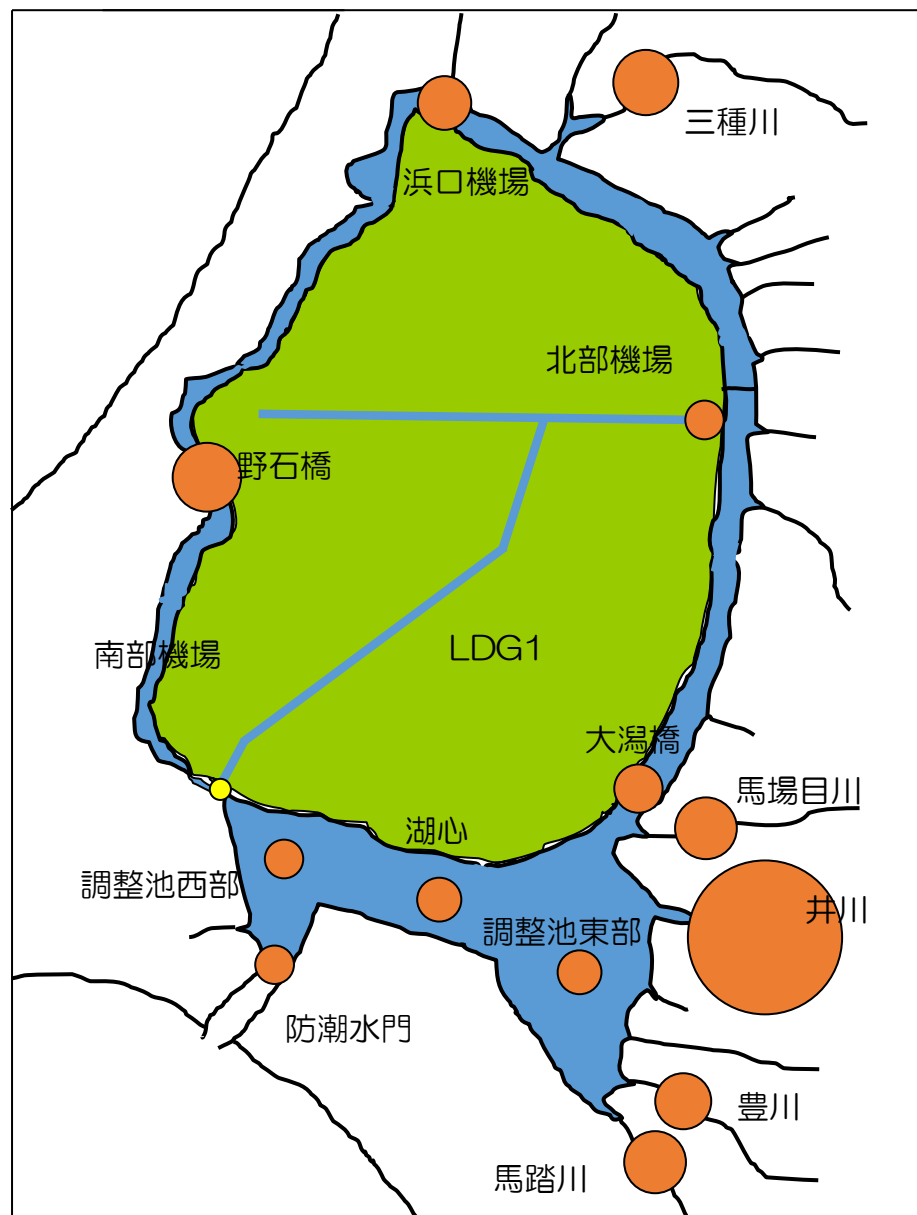 三種川
浜口機場
北部機場
野石橋
南部機場
LDG1
大潟橋
馬場目川
湖心
調整池西部
井川
調整池東部
防潮水門
豊川
馬踏川